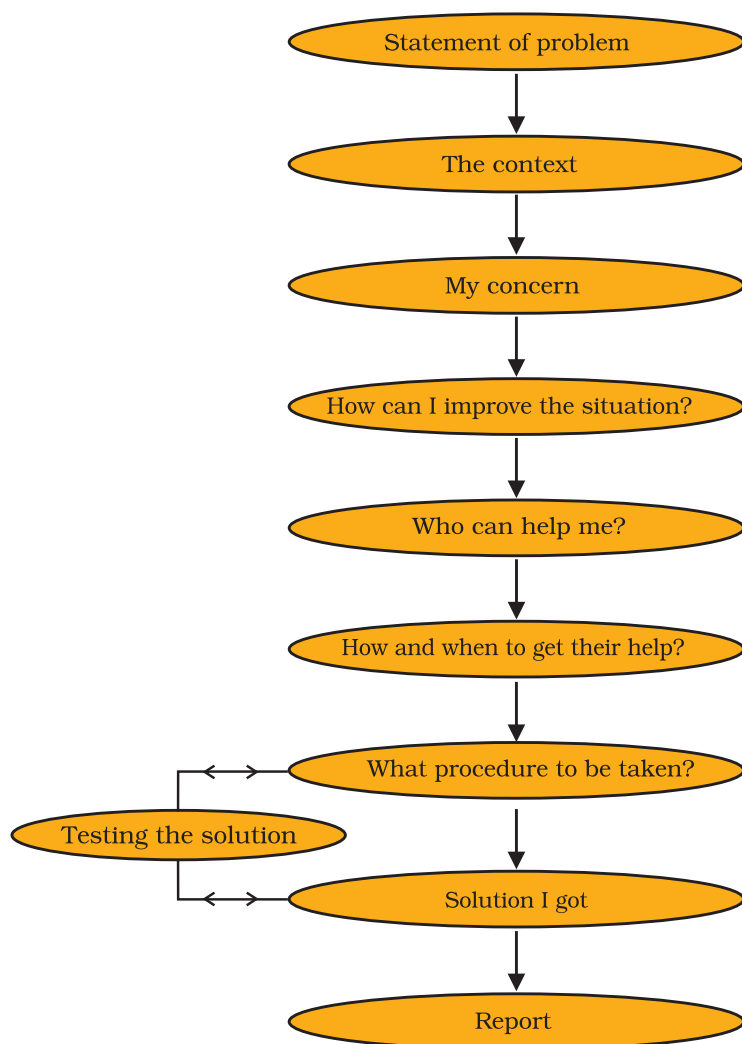 Statement of problem
The context
My concern
How can I improve the situation?
Who can help me?
How and when to get their help?
What procedure to be taken?
Testing the solution
Solution I got
Report